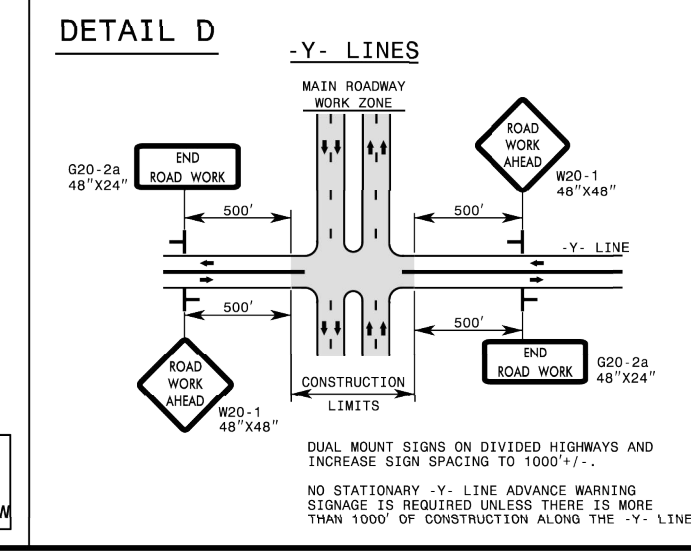 DETAIL D
-Y- LINES
MAIN ROADWAY
WORK ZONE
END
ROAD WORK
G20-2a
48"X24"
ROAD
WORK
AHEAD
W20-1
48"X48"
500'
500'
-Y- LINE
500'
500'
ROAD
WORK
AHEAD
W20-1
48"X48"
CONSTRUCTION
LIMITS
END
ROAD WORK
G20-2a
48"X24"
DUAL MOUNT SIGNS ON DIVIDED HIGHWAYS AND
INCREASE SIGN SPACING TO 1000'+/-.
NO STATIONARY -Y- LINE ADVANCE WARNING
SIGNAGE IS REQUIRED UNLESS THERE IS MORE
THAN 1000' OF CONSTRUCTION ALONG THE -Y- LINE